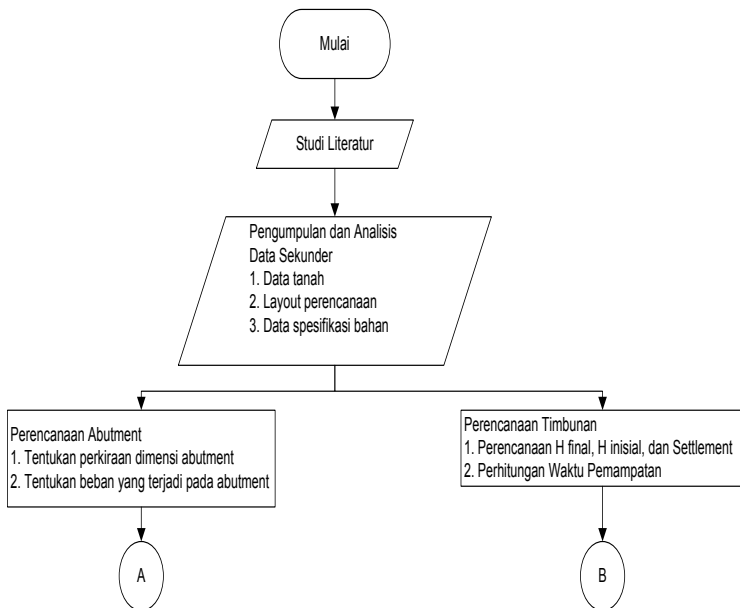 Mulai
Studi Literatur
Pengumpulan dan Analisis
Data Sekunder
1. Data tanah
2. Layout perencanaan
3. Data spesifikasi bahan
Perencanaan Abutment
1. Tentukan perkiraan dimensi abutment
2. Tentukan beban yang terjadi pada abutment
Perencanaan Timbunan
1. Perencanaan H final, H inisial, dan Settlement
2. Perhitungan Waktu Pemampatan
A
B